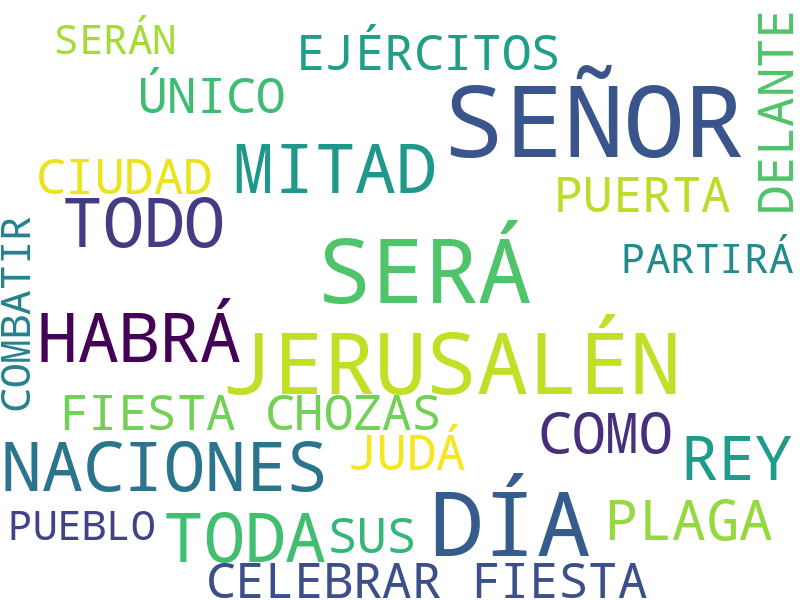 SERÁN
EJÉRCITOS
DELANTE
ÚNICO
SEÑOR
MITAD
CIUDAD
PUERTA
TODO
SERÁ
PARTIRÁ
COMBATIR
HABRÁ
JERUSALÉN
FIESTA CHOZAS
COMO
NACIONES
JUDÁ
REY
DÍA
PLAGA
PUEBLO
TODA
SUS
CELEBRAR FIESTA